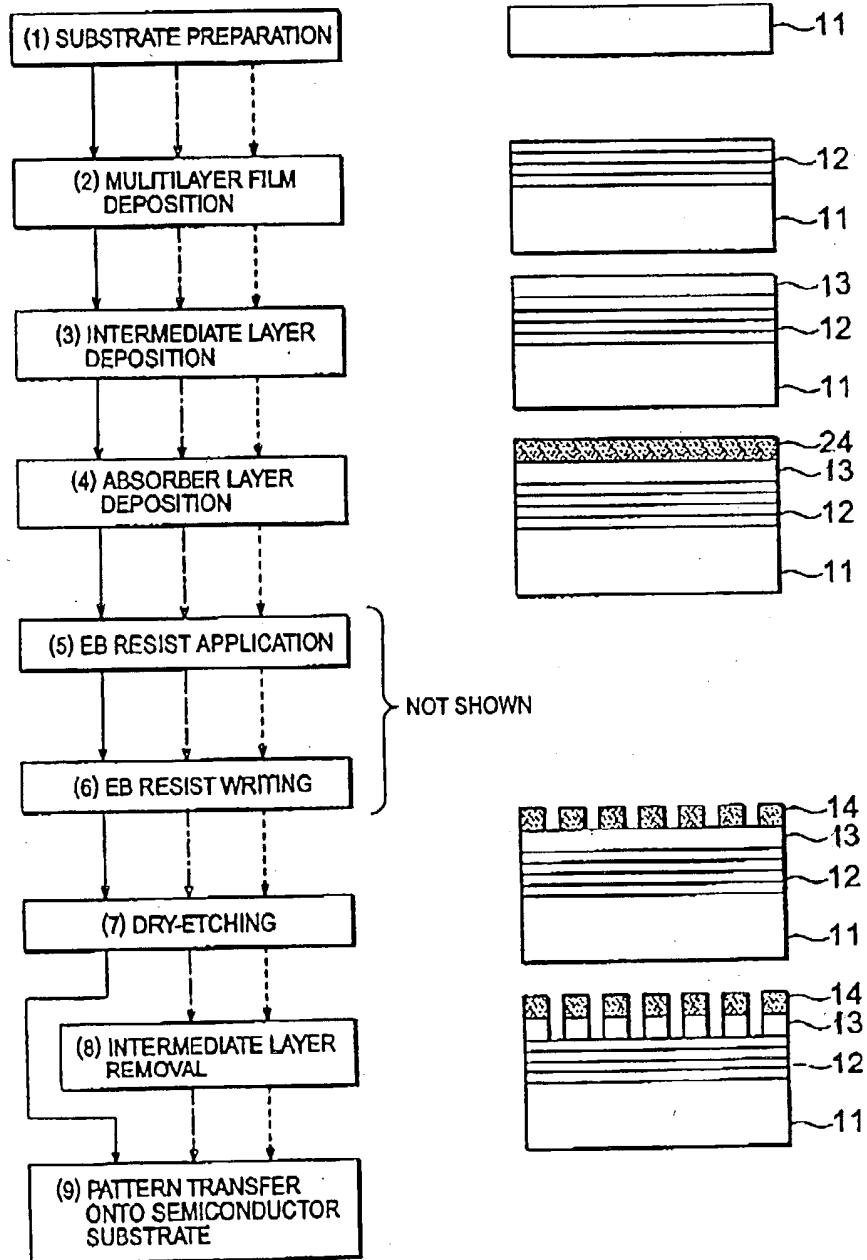 (1) SUBSTRATE PREPARATION
11
(2) MULITILAYER FILM
DEPOSITION
12
11
(3) INTERMEDIATE LAYER
DEPOSITION
13
12
11
(4) ABSORBER LAYER
DEPOSITION
24
13
12
11
(5) EB RESIST APPLICATION
NOT SHOWN
(6) EB RESIST WRITING
(7) DRY-ETCHING
14
13
12
11
(8) INTERMEDIATE LAYER
REMOVAL
14
13
12
11
(9) PATTERN TRANSFER
ONTO SEMICONDUCTOR
SUBSTRATE